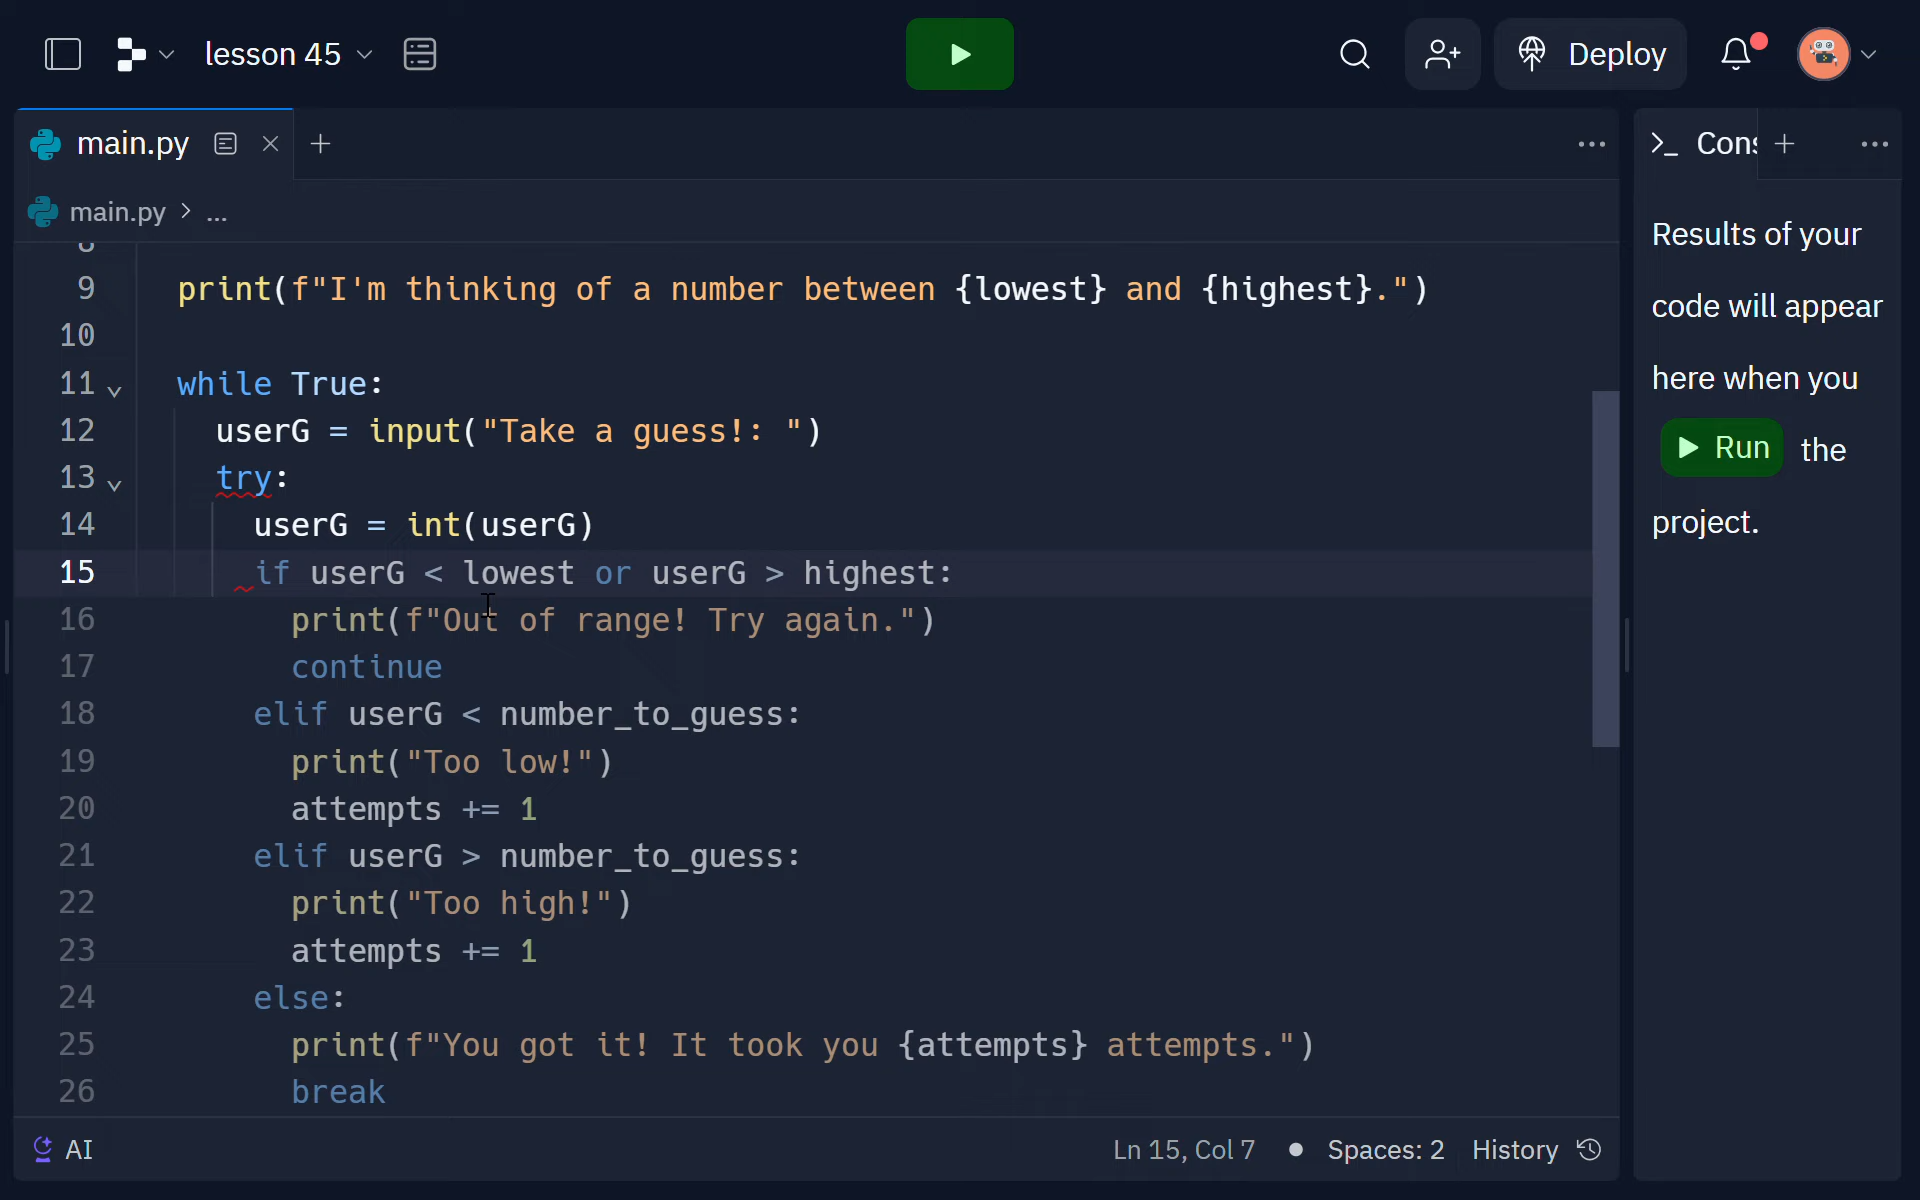 lesson 45
Deploy
main.py
Cons
main.py > ...
9 print(f"I'm thinking of a number between {lowest} and {highest}.")
10
11 while True:
12 userG = input("Take a guess!: ")
13 try:
14 userG = int(userG)
15 if userG < lowest or userG > highest:
16 print(f"Out of range! Try again.")
17 continue
18 elif userG < number_to_guess:
19 print("Too low!")
20 attempts += 1
21 elif userG > number_to_guess:
22 print("Too high!")
23 attempts += 1
24 else:
25 print(f"You got it! It took you {attempts} attempts.")
26 break
Results of your
code will appear
here when you
Run the
project.
AI
Ln 15, Col 7
Spaces: 2
History